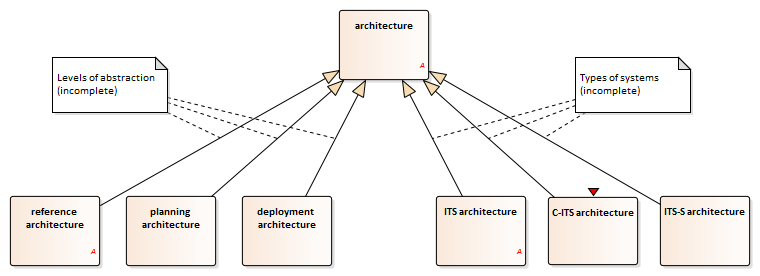 architecture
A
Levels of abstraction
(incomplete)
Types of systems
(incomplete)
reference
architecture
A
planning
architecture
deployment
architecture
ITS architecture
A
C-ITS architecture
ITS-S architecture